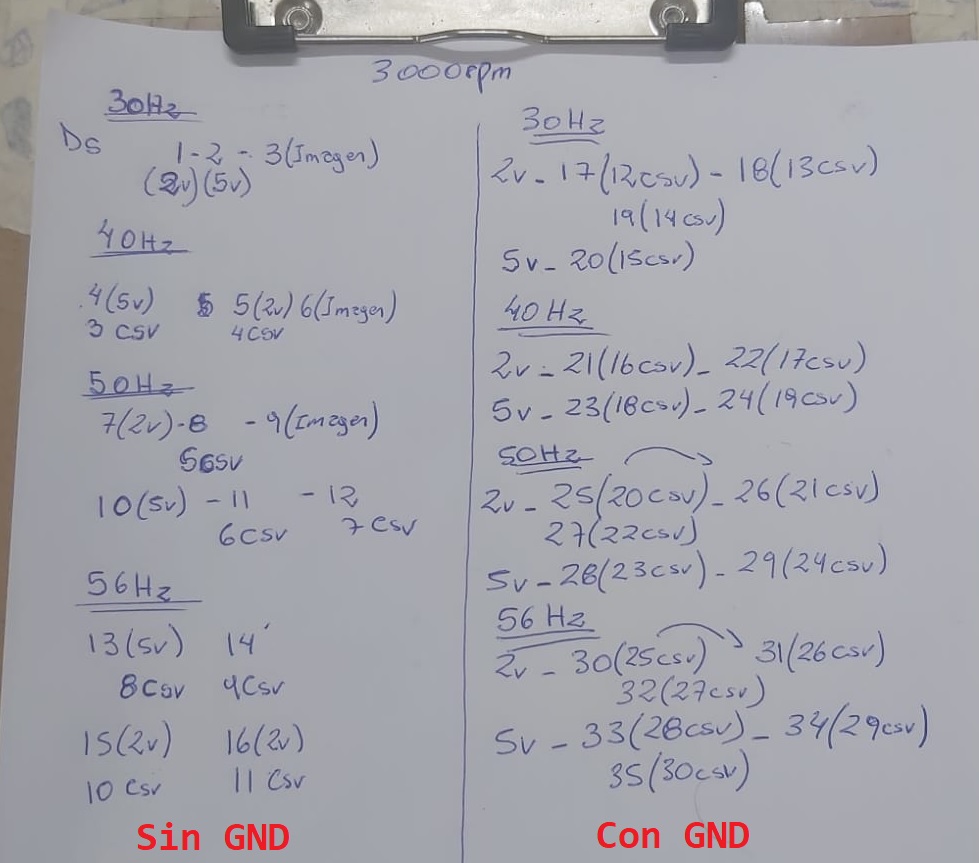 3000rpm
30Hz
DS 1-2 - 3(Imagen)
(2v)(5v)
40Hz
4(5v) 5(2v) 6(Imagen)
3 csv 4csv
50Hz
7(2v)-8 - 9(Imagen)
5csv
10(5v) - 11 - 12
6csv 7csv
56Hz
13(5v) 14
8csv 9csv
15(2v) 16(2v)
10 csv 11 csv
Sin GND
30Hz
2v - 17(12csv) - 18(13csv)
19(14csv)
5v - 20(15csv)
40Hz
2v - 21(16csv) - 22(17csv)
5v - 23(18csv) - 24(19csv)
50Hz
2v - 25(20csv) - 26(21csv)
27(22csv)
5v - 28(23csv) - 29(24csv)
56 Hz
2v - 30(25csv) 31(26csv)
32(27csv)
5v - 33(28csv) - 34(29csv)
35(30csv)
Con GND